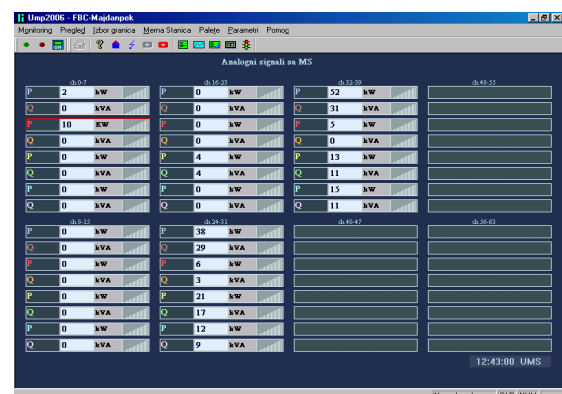 Ump2006 - FBC-Majdanpek
Monitoring Pregled Izbor granica Merna Stanica Palete Parametri Pomoc
Analogni signali sa MS
ch.0-7 ch.16-23 ch.32-39 ch.48-55
P 2 kW P 0 kW P 52 kW
Q 0 kVA Q 0 kVA Q 31 kVA
P 10 KW P 0 kW P 5 kW
Q 0 kVA Q 0 kVA Q 0 kVA
P 0 kW P 4 kW P 13 kW
Q 0 kVA Q 4 kVA Q 11 kVA
P 0 kW P 0 kW P 15 kW
Q 0 kVA Q 0 kVA Q 11 kVA
ch.8-15 ch.24-31 ch.40-47 ch.56-63
P 0 kW P 38 kW
Q 0 kVA Q 29 kVA
P 0 kW P 6 kW
Q 0 kVA Q 3 kVA
P 0 kW P 21 kW
Q 0 kVA Q 17 kVA
P 0 kW P 12 kW
Q 0 kVA Q 9 kVA
12:43:00 UMS